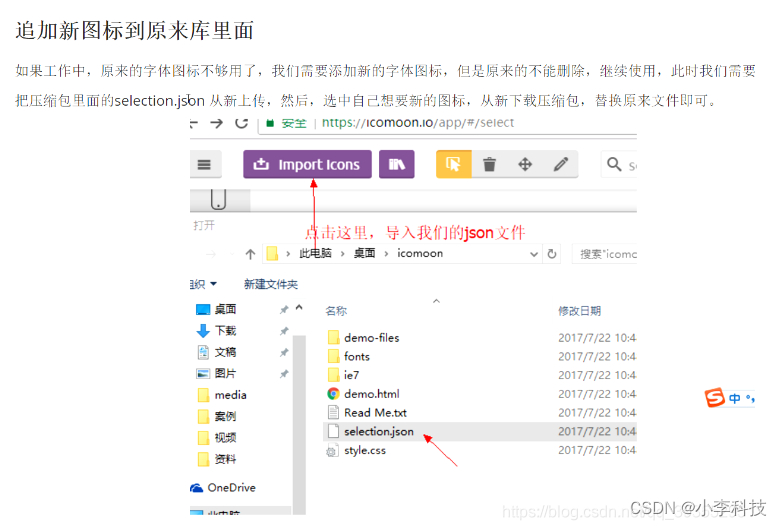 追加新图标到原来库里面
如果工作中，原来的字体图标不够用了，我们需要添加新的字体图标，但是原来的不能删除，继续使用，此时我们需要
把压缩包里面的selection.json 从新上传，然后，选中自己想要新的图标，从新下载压缩包，替换原来文件即可。
安全 | https://icomoon.io/app/#/select
Import Icons
打开
点击这里，导入我们的json文件
此电脑 › 桌面 › icomoon
搜索"icomo
组织 新建文件夹
名称 修改日期
桌面
下载
文稿
图片
media
案例
视频
资料
OneDrive
此电脑
demo-files 2017/7/22 10:4
fonts 2017/7/22 10:4
ie7 2017/7/22 10:4
demo.html 2017/7/22 10:4
Read Me.txt 2017/7/22 10:4
selection.json 2017/7/22 10:4
style.css 2017/7/22 10:4
S 中 °,
CSDN @小李科技